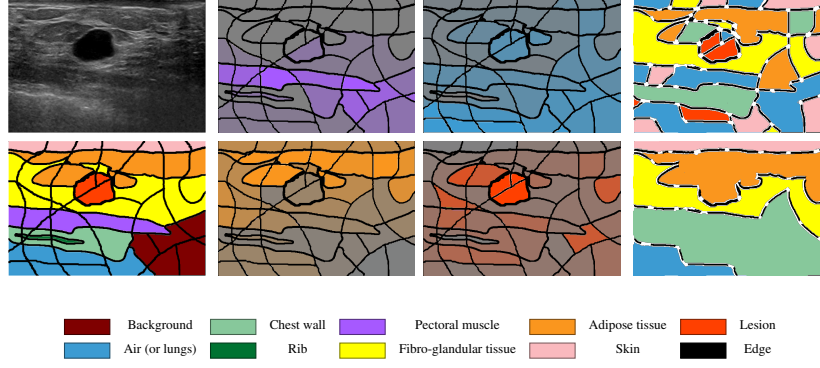 Background Chest wall Pectoral muscle Adipose tissue Lesion
Air (or lungs) Rib Fibro-glandular tissue Skin Edge